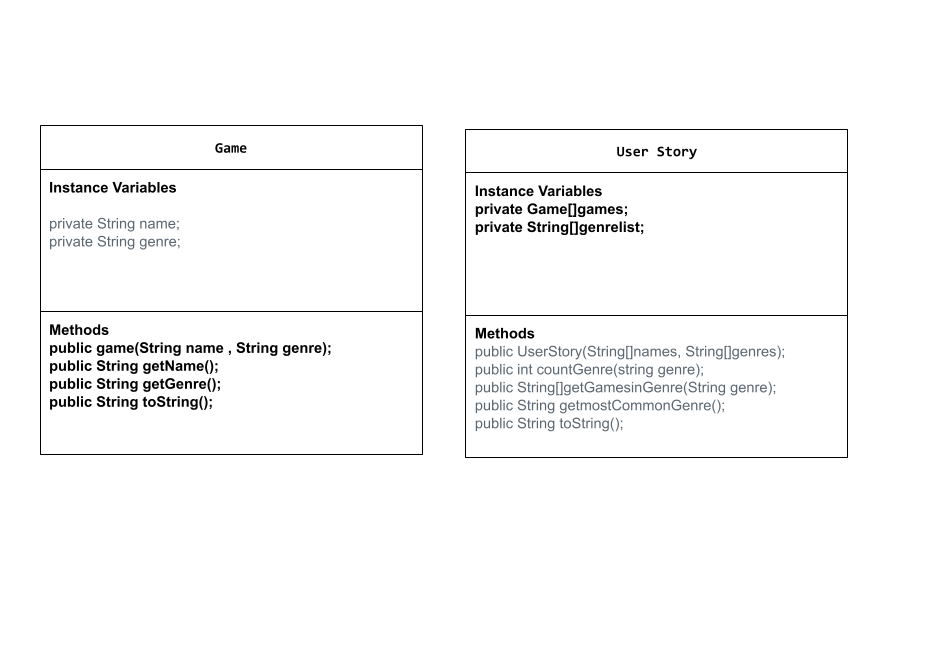 Game
Instance Variables
private String name;
private String genre;
Methods
public game(String name , String genre);
public String getName();
public String getGenre();
public String toString();
User Story
Instance Variables
private Game[]games;
private String[]genrelist;
Methods
public UserStory(String[]names, String[]genres);
public int countGenre(string genre);
public String[]getGamesinGenre(String genre);
public String getmostCommonGenre();
public String toString();